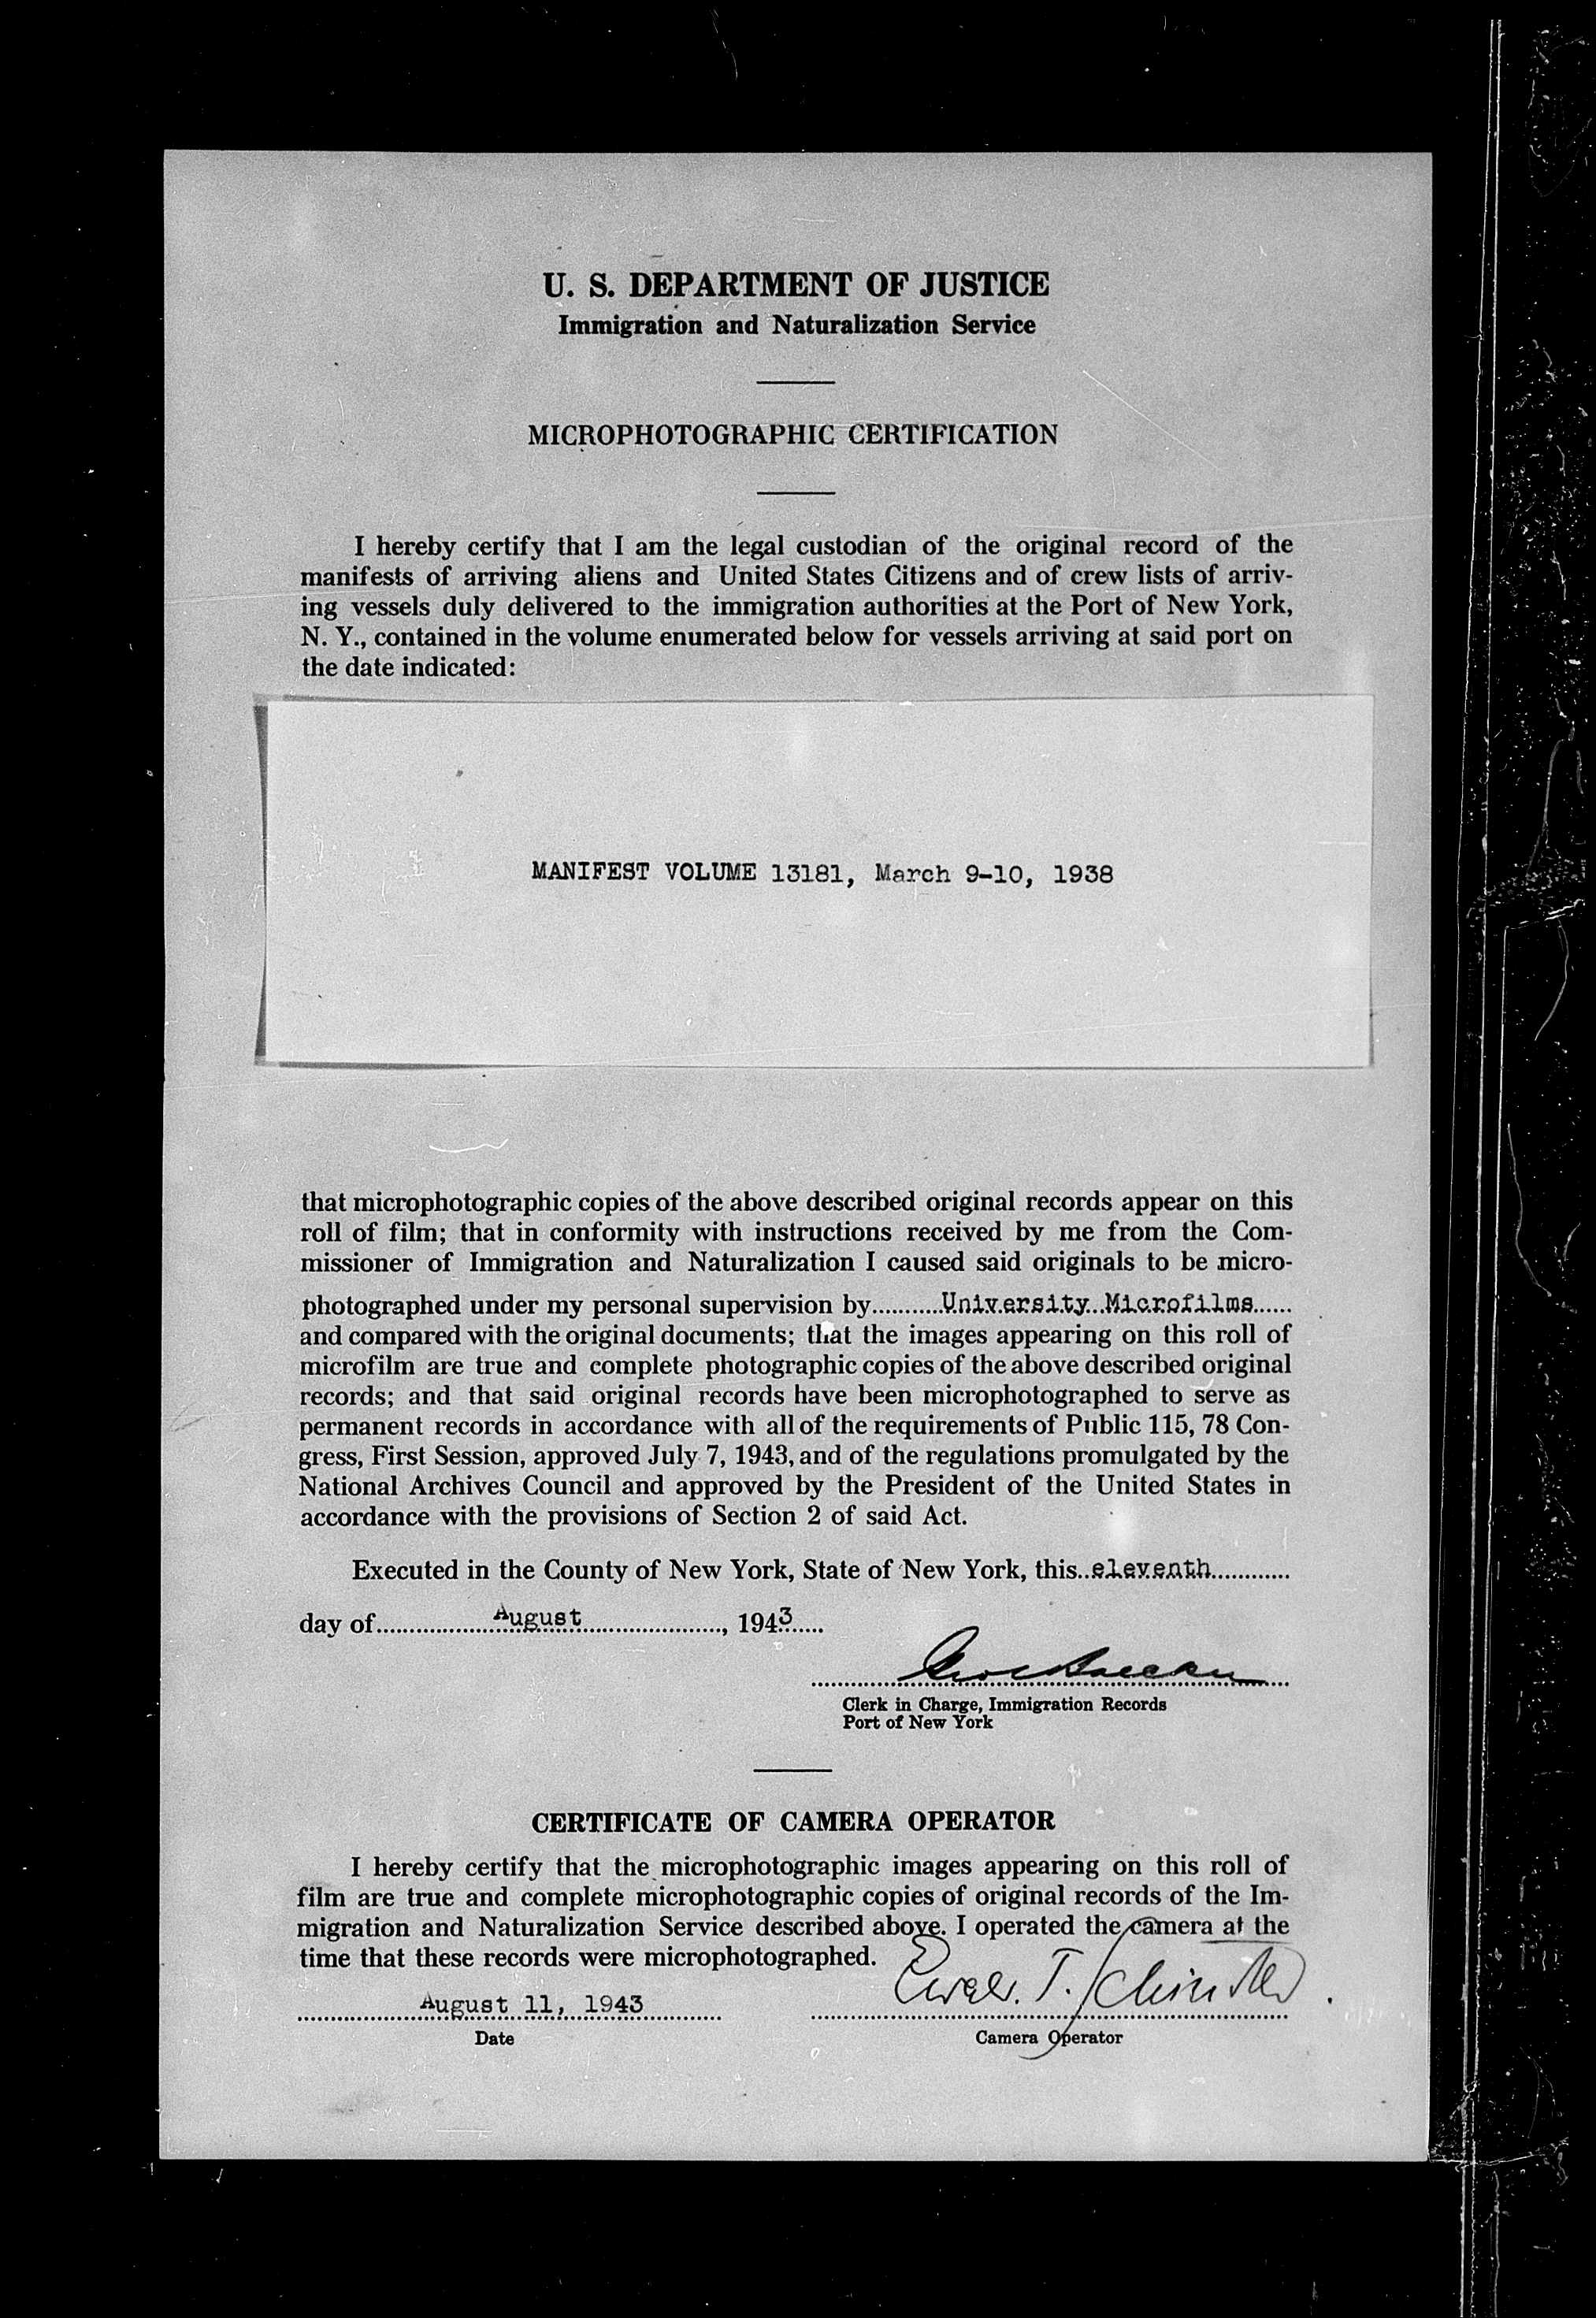 U. S. DEPARTMENT OF JUSTICE
Immigration and Naturalization Service
MICROPHOTOGRAPHIC CERTIFICATION
I hereby certify that I am the legal custodian of the original record of the
manifests of arriving aliens and United States Citizens and of crew lists of arriv-
ing vessels duly delivered to the immigration authorities at the Port of New York,
N. Y., contained in the volume enumerated below for vessels arriving at said port on
the date indicated:
MANIFEST VOLUME 13181, March 9-10, 1938
that microphotographic copies of the above described original records appear on this
roll of film; that in conformity with instructions received by me from the Com-
missioner of Immigration and Naturalization I caused said originals to be micro-
photographed under my personal supervision by..........University Microfilms......
and compared with the original documents; that the images appearing on this roll of
microfilm are true and complete photographic copies of the above described original
records; and that said original records have been microphotographed to serve as
permanent records in accordance with all of the requirements of Public 115, 78 Con-
gress, First Session, approved July 7, 1943, and of the regulations promulgated by the
National Archives Council and approved by the President of the United States in
accordance with the provisions of Section 2 of said Act.
Executed in the County of New York, State of New York, this..eleventh............
day of....................August......................, 1943.....
Clerk in Charge, Immigration Records
Port of New York
CERTIFICATE OF CAMERA OPERATOR
I hereby certify that the microphotographic images appearing on this roll of
film are true and complete microphotographic copies of original records of the Im-
migration and Naturalization Service described above. I operated the camera at the
time that these records were microphotographed.
August 11, 1943
T.
Date
Camera Operator